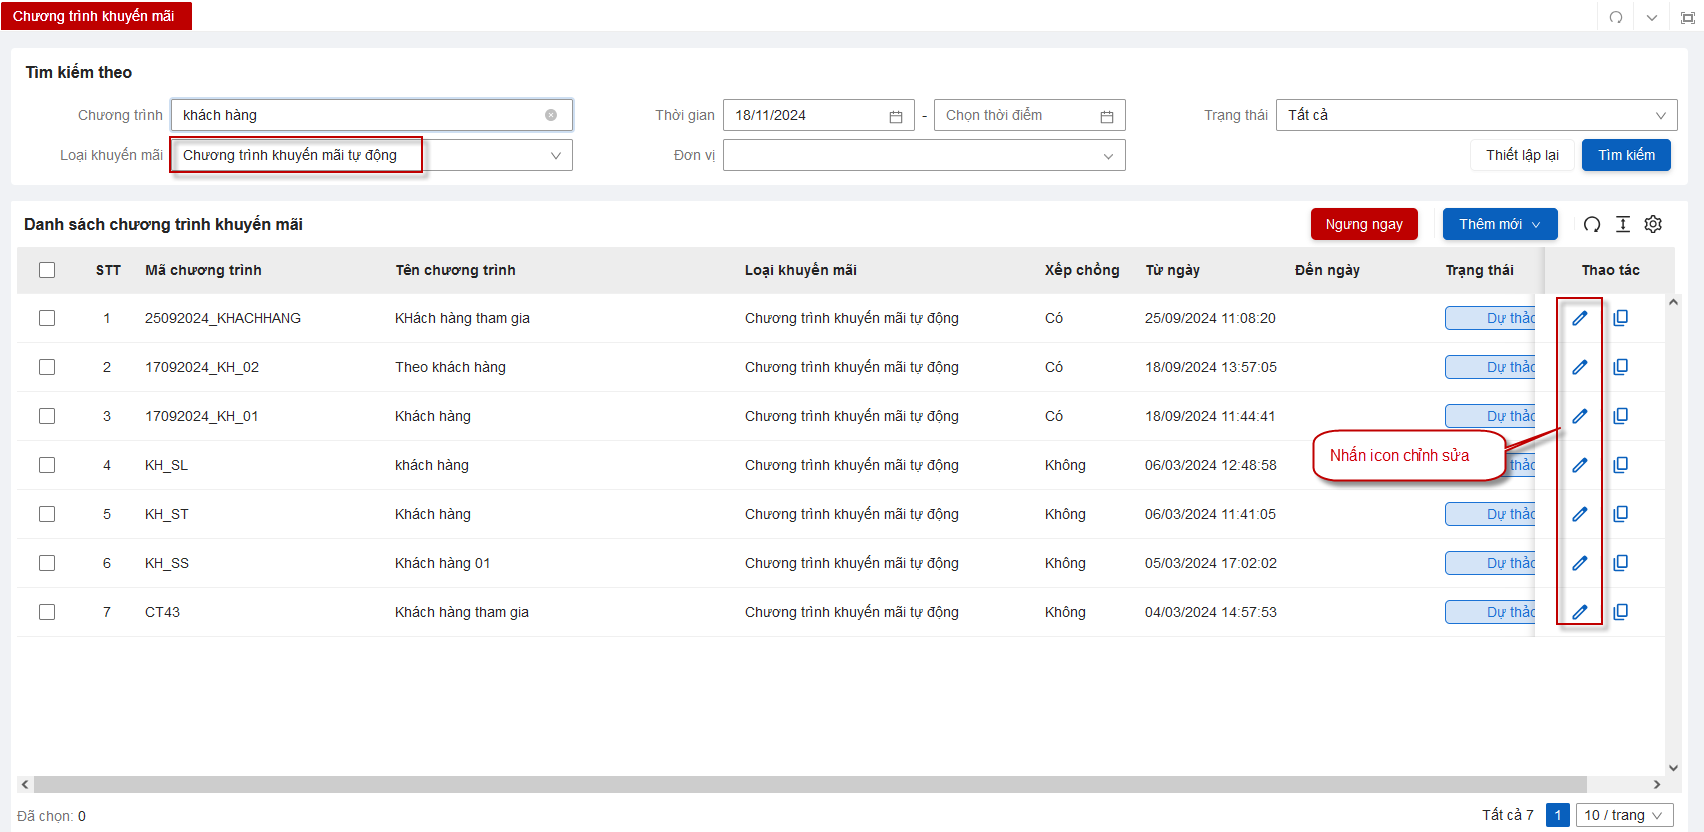 Chương trình khuyến mãi
Tìm kiếm theo
Chương trình khách hàng Thời gian 18/11/2024 - Chọn thời điểm Trạng thái Tất cả
Loại khuyến mãi Chương trình khuyến mãi tự động Đơn vị Thiết lập lại Tìm kiếm
Danh sách chương trình khuyến mãi Ngưng ngay Thêm mới
STT Mã chương trình Tên chương trình Loại khuyến mãi Xếp chồng Từ ngày Đến ngày Trạng thái Thao tác
1 25092024_KHACHHANG KHách hàng tham gia Chương trình khuyến mãi tự động Có 25/09/2024 11:08:20 Dự thảo
2 17092024_KH_02 Theo khách hàng Chương trình khuyến mãi tự động Có 18/09/2024 13:57:05 Dự thảo
3 17092024_KH_01 Khách hàng Chương trình khuyến mãi tự động Có 18/09/2024 11:44:41 Dự thảo
4 KH_SL khách hàng Chương trình khuyến mãi tự động Không 06/03/2024 12:48:58 thảo
Nhấn icon chỉnh sửa
5 KH_ST Khách hàng Chương trình khuyến mãi tự động Không 06/03/2024 11:41:05 Dự thảo
6 KH_SS Khách hàng 01 Chương trình khuyến mãi tự động Không 05/03/2024 17:02:02 Dự thảo
7 CT43 Khách hàng tham gia Chương trình khuyến mãi tự động Không 04/03/2024 14:57:53 Dự thảo
Đã chọn: 0 Tất cả 7 1 10 / trang